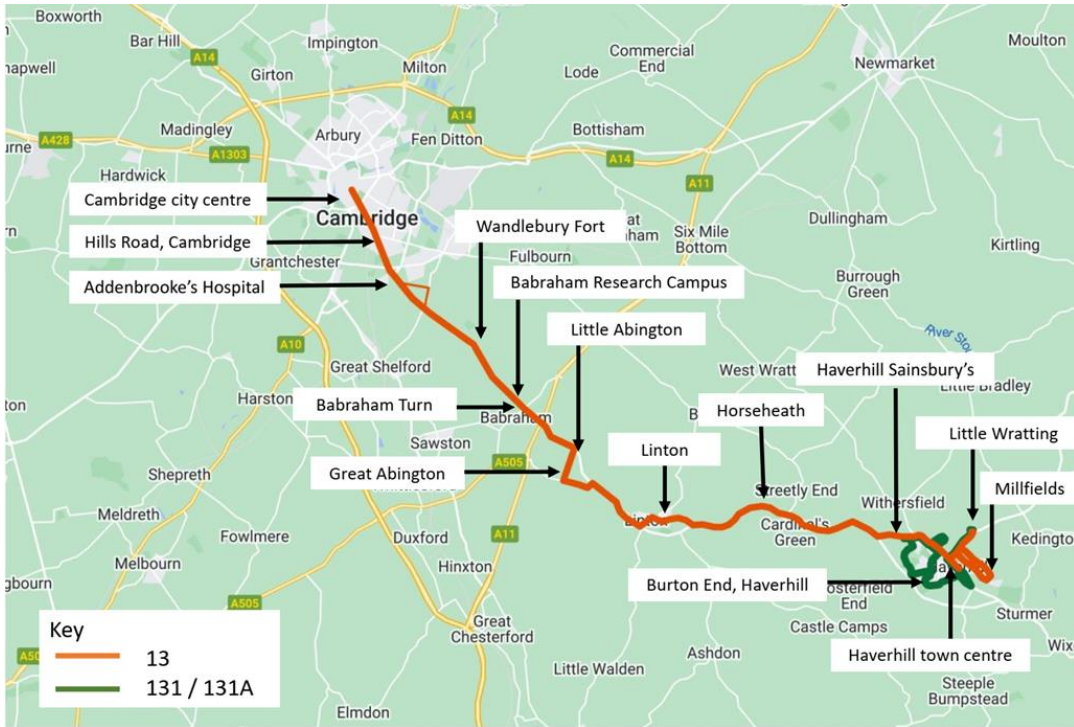 Boxworth
Bar Hill
Impington
Commercial
End
Moulton
Newmarket
A14
Girton
Milton
Lode
Madingley
Arbury
Fen Ditton
A14
Bottisham
A428
A1303
A14
A11
Hardwick
Cambridge city centre
Cambridge
Wandlebury Fort
Six Mile
Bottom
Dullingham
Kirtling
Hills Road, Cambridge
Grantchester
Fulbourn
Babraham Research Campus
Burrough
Green
Addenbrooke's Hospital
Little Abington
A10
Great Shelford
West Wratt
Haverhill Sainsbury's
Little Bradley
Harston
Babraham Turn
Babraham
Horseheath
Little Wratting
Sawston
Linton
Great Abington
A505
Streetly End
Withersfield
Millfields
Shepreth
Meldreth
Fowlmere
Duxford
A11
Linton
Cardinel's
Green
Kedington
Melbourn
Hinxton
Burton End, Haverhill
End
Sturmer
A505
Great
Chesterford
Castle Camps
Key
13
131 / 131A
Little Walden
Ashdon
Haverhill town centre
Steeple
Bumpstead
Elmdon